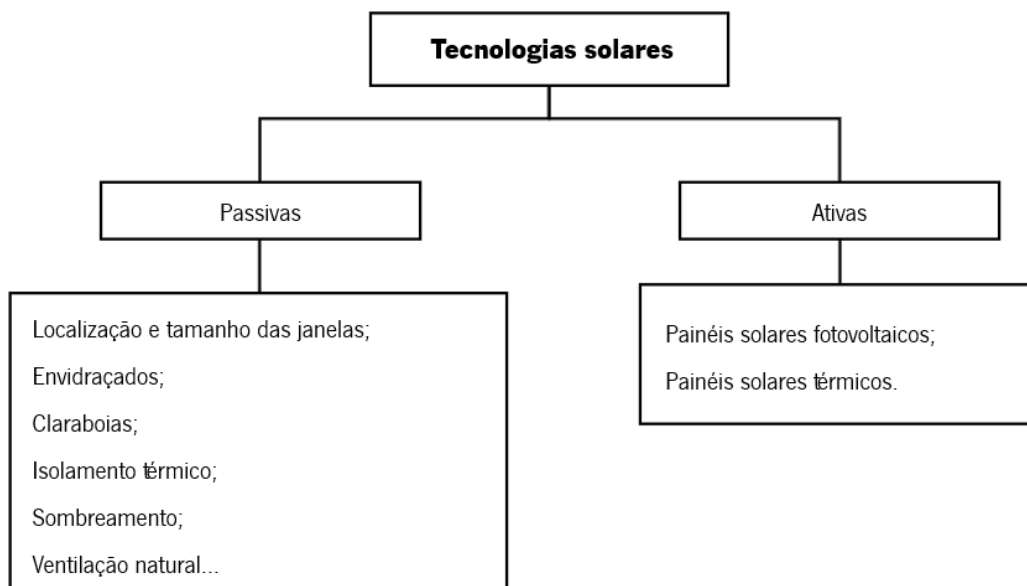 Tecnologias solares
Passivas
Ativas
Localização e tamanho das janelas;
Envidraçados;
Claraboias;
Isolamento térmico;
Sombreamento;
Ventilação natural...
Painéis solares fotovoltaicos;
Painéis solares térmicos.